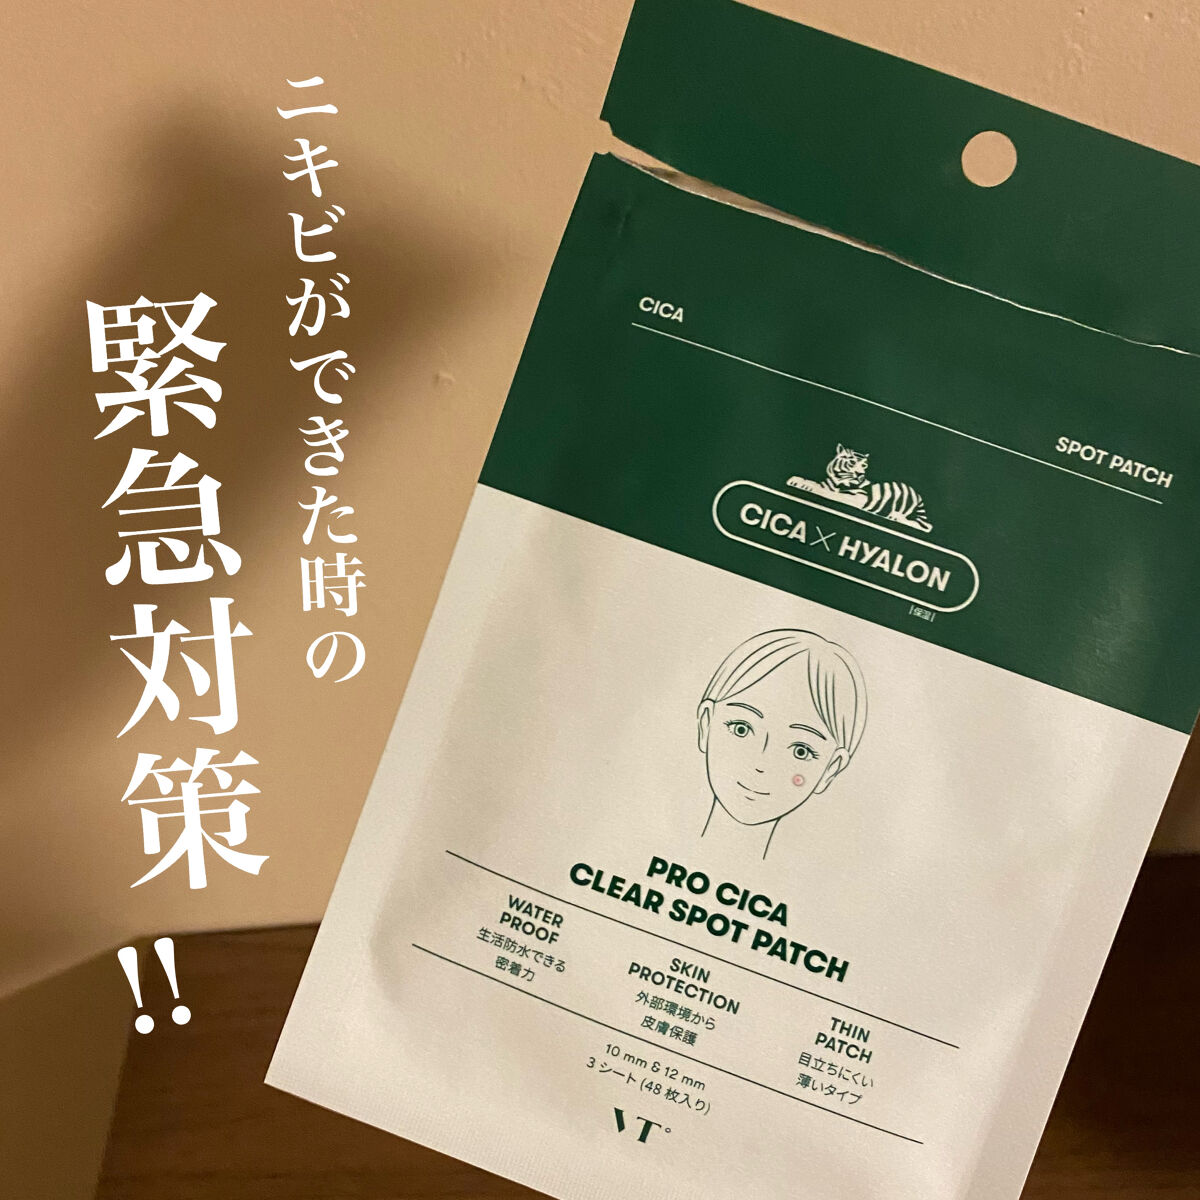 ニキビができた時の
緊急対策!!
CICA
SPOT PATCH
CICA×HYALON
[保湿]
PRO CICA
CLEAR SPOT PATCH
WATER
PROOF
生活防水できる
密着力
SKIN
PROTECTION
外部環境から
皮膚保護
THIN
PATCH
目立ちにくい
薄いタイプ
10 mm & 12 mm
3 シート (48 枚入り)
VT°